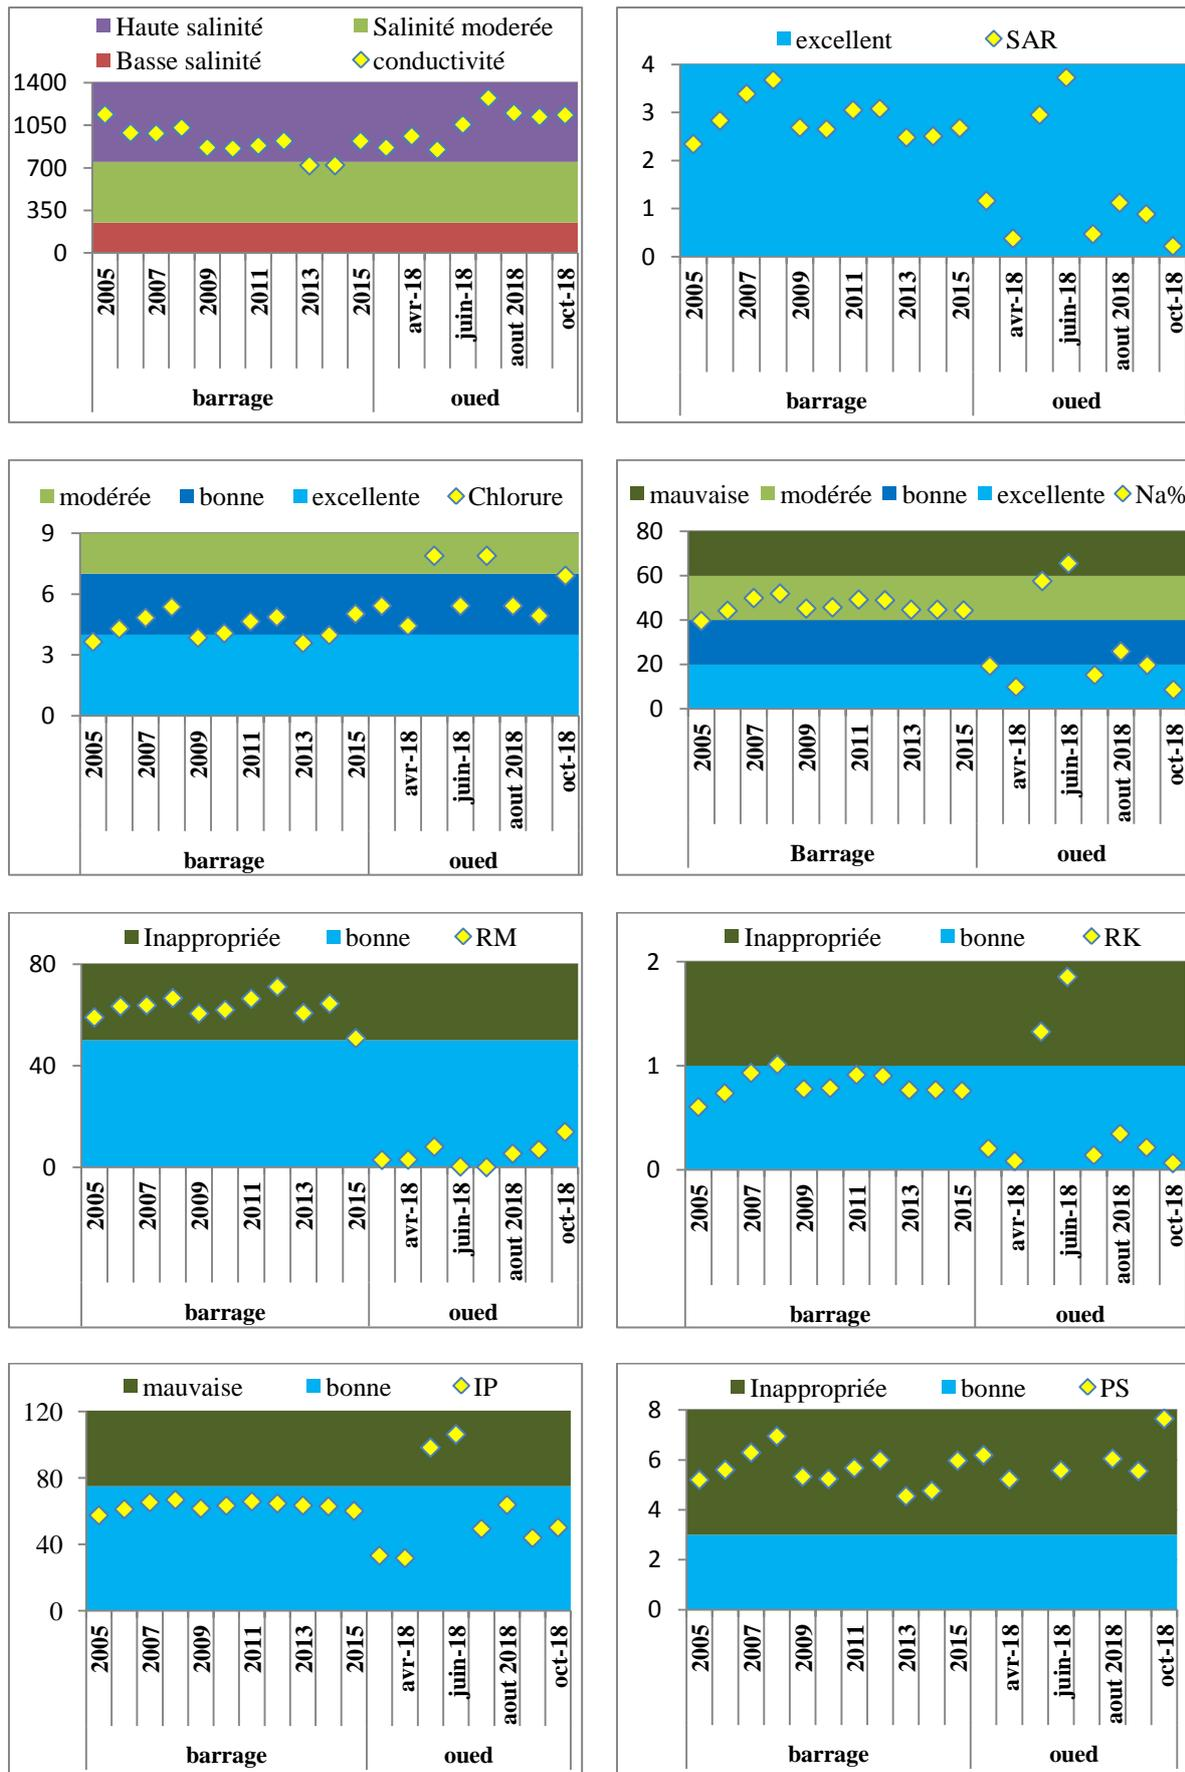 Haute salinité Salinité moderée
Basse salinité conductivité
1400
1050
700
350
0
2005 2007 2009 2011 2013 2015 avr-18 juin-18 aout 2018 oct-18
barrage oued
excellent SAR
4
3
2
1
0
2005 2007 2009 2011 2013 2015 avr-18 juin-18 aout 2018 oct-18
barrage oued
modérée bonne excellente Chlorure
9
6
3
0
2005 2007 2009 2011 2013 2015 avr-18 juin-18 aout 2018 oct-18
barrage oued
mauvaise modérée bonne excellente Na%
80
60
40
20
0
2005 2007 2009 2011 2013 2015 avr-18 juin-18 aout 2018 oct-18
Barrage oued
Inappropriée bonne RM
80
40
0
2005 2007 2009 2011 2013 2015 avr-18 juin-18 aout 2018 oct-18
barrage oued
Inappropriée bonne RK
2
1
0
2005 2007 2009 2011 2013 2015 avr-18 juin-18 aout 2018 oct-18
barrage oued
mauvaise bonne IP
120
80
40
0
2005 2007 2009 2011 2013 2015 avr-18 juin-18 aout 2018 oct-18
barrage oued
Inappropriée bonne PS
8
6
4
2
0
2005 2007 2009 2011 2013 2015 avr-18 juin-18 aout 2018 oct-18
barrage oued